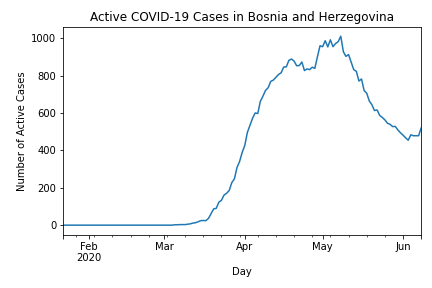 Active COVID-19 Cases in Bosnia and Herzegovina
Number of Active Cases
1000
800
600
400
200
0
Feb Mar Apr May Jun
2020
Day